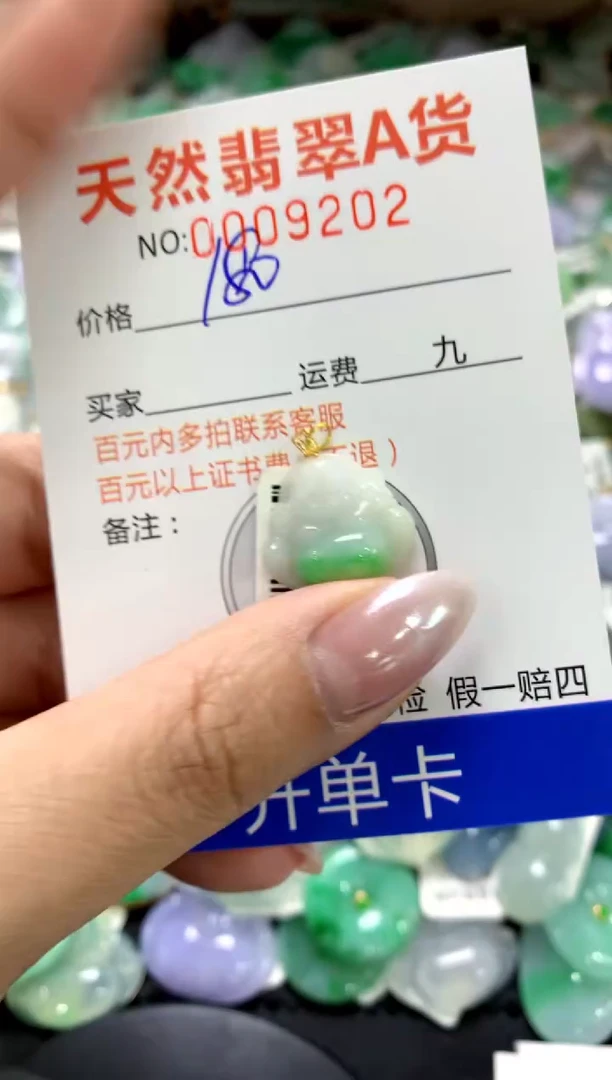 天然翡翠A货
NO:0009202
价格 180
买家 运费 九
百元内多拍联系客服
百元以上证书费 不退）
备注：
检 假一赔四
开单卡